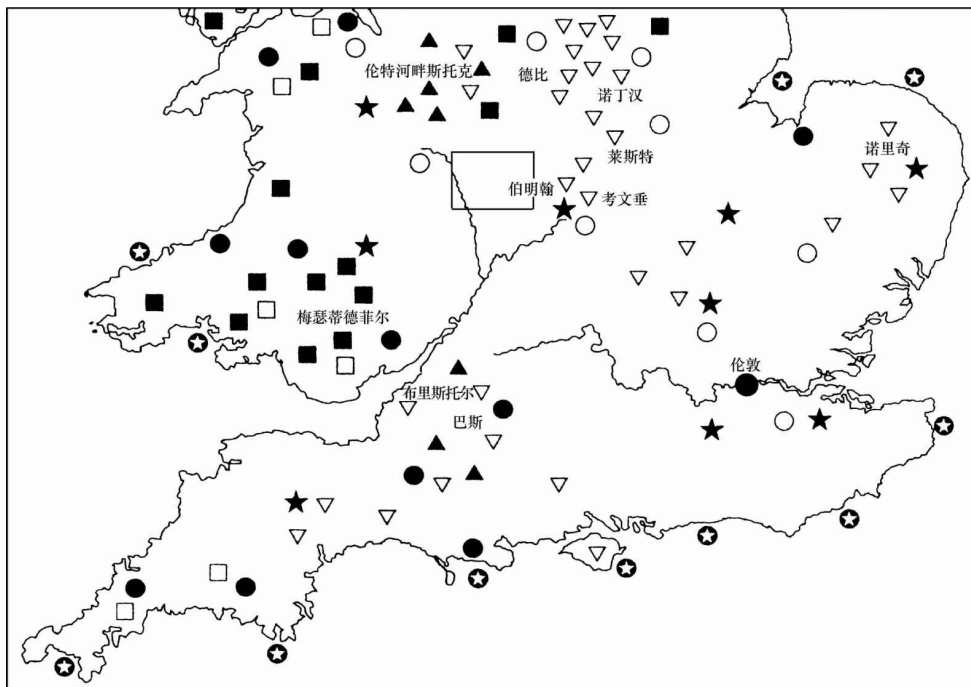 伦特河畔斯托克
德比
诺丁汉
莱斯特
诺里奇
伯明翰
考文垂
梅瑟蒂德菲尔
伦敦
布里斯托尔
巴斯